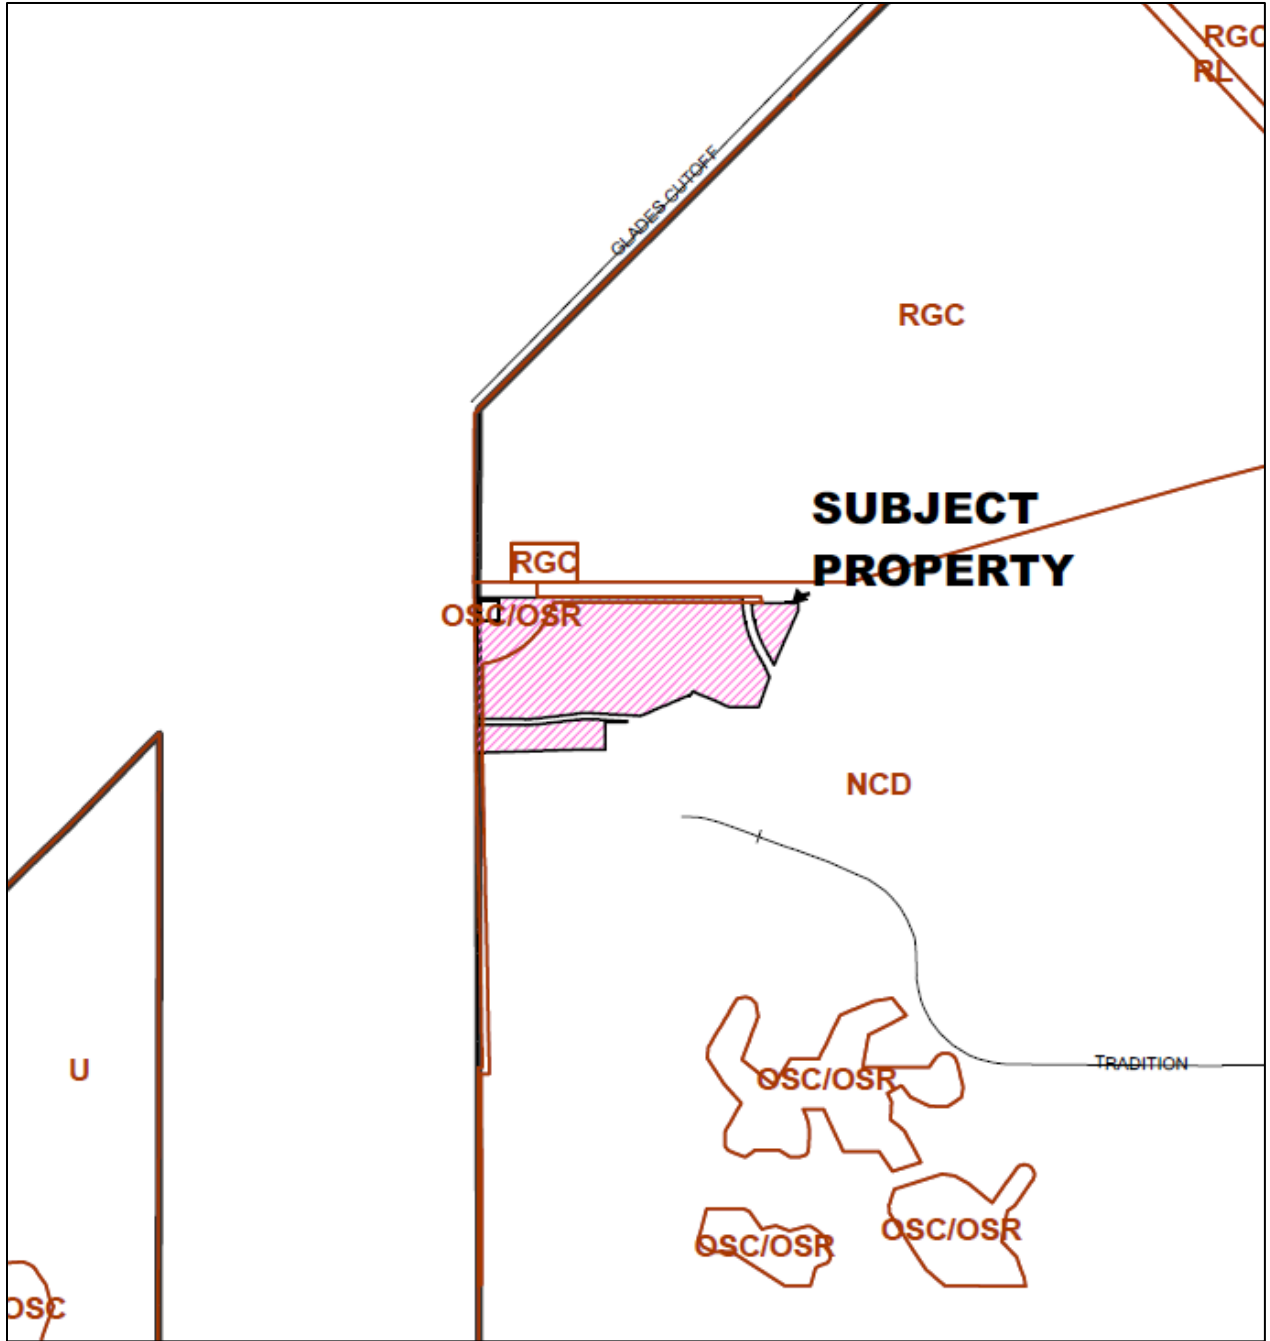 RGC
RL
GLADES CUTOFF
RGC
SUBJECT
PROPERTY
RGC
OSC/OSR
NCD
U
TRADITION
OSC/OSR
OSC/OSR
OSC/OSR
OSC